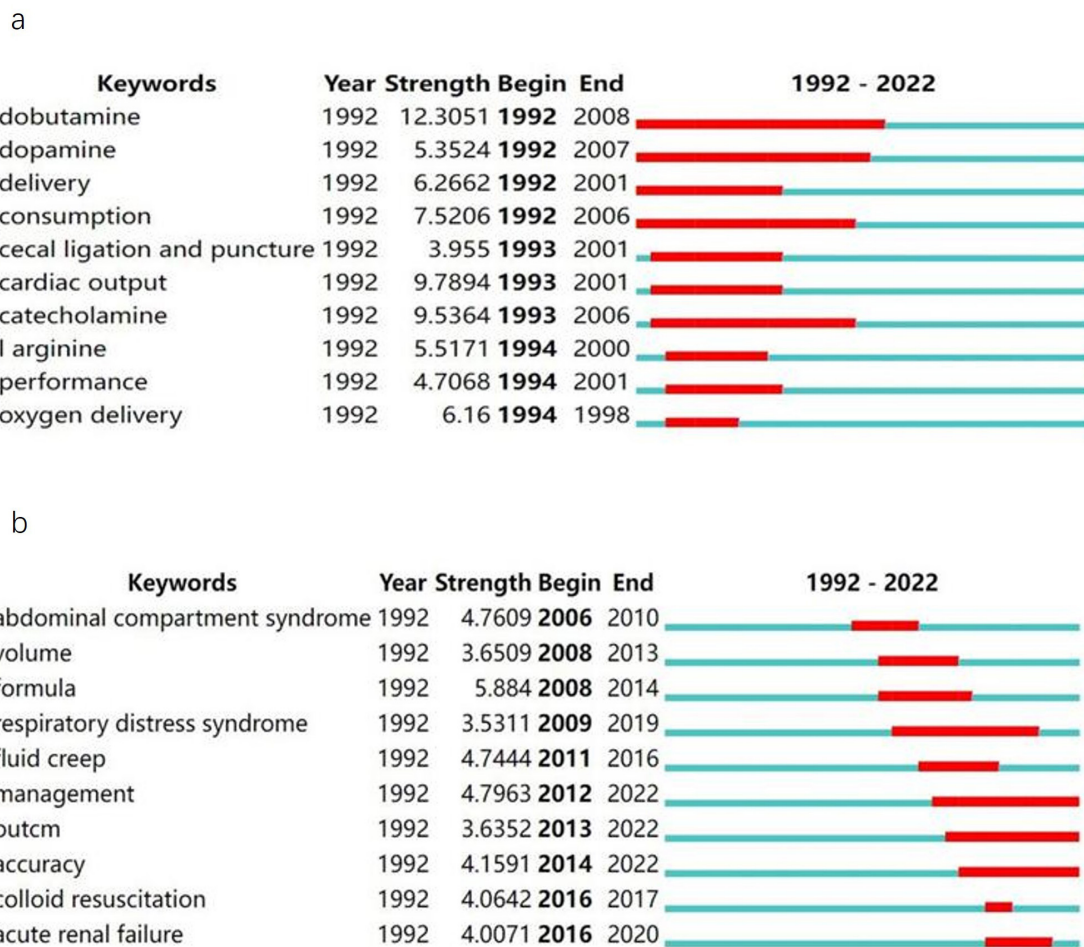 a
Keywords Year Strength Begin End 1992 - 2022
dobutamine 1992 12.3051 1992 2008
dopamine 1992 5.3524 1992 2007
delivery 1992 6.2662 1992 2001
consumption 1992 7.5206 1992 2006
cecal ligation and puncture 1992 3.955 1993 2001
cardiac output 1992 9.7894 1993 2001
catecholamine 1992 9.5364 1993 2006
l arginine 1992 5.5171 1994 2000
performance 1992 4.7068 1994 2001
oxygen delivery 1992 6.16 1994 1998
b
Keywords Year Strength Begin End 1992 - 2022
abdominal compartment syndrome 1992 4.7609 2006 2010
volume 1992 3.6509 2008 2013
formula 1992 5.884 2008 2014
respiratory distress syndrome 1992 3.5311 2009 2019
fluid creep 1992 4.7444 2011 2016
management 1992 4.7963 2012 2022
outcm 1992 3.6352 2013 2022
accuracy 1992 4.1591 2014 2022
colloid resuscitation 1992 4.0642 2016 2017
acute renal failure 1992 4.0071 2016 2020